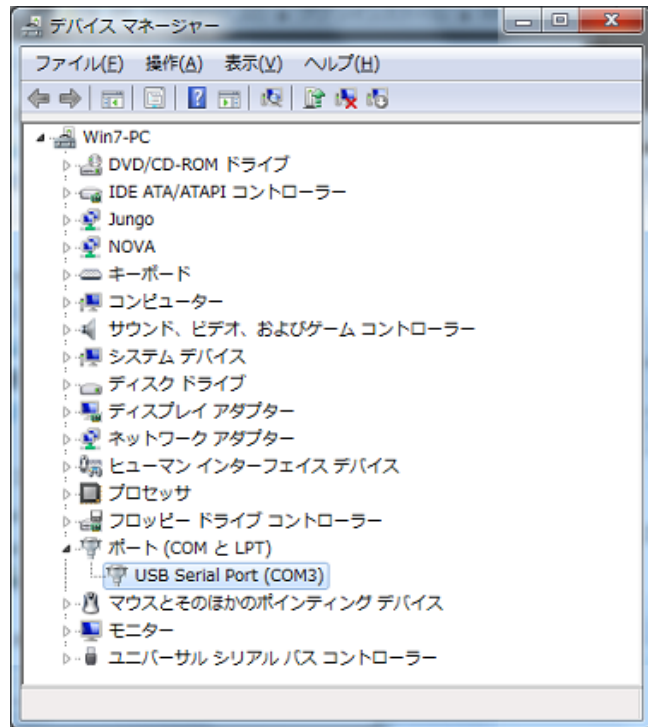 デバイス マネージャー
ファイル(F) 操作(A) 表示(V) ヘルプ(H)
Win7-PC
DVD/CD-ROM ドライブ
IDE ATA/ATAPI コントローラー
Jungo
NOVA
キーボード
コンピューター
サウンド、ビデオ、およびゲーム コントローラー
システム デバイス
ディスク ドライブ
ディスプレイ アダプター
ネットワーク アダプター
ヒューマン インターフェイス デバイス
プロセッサ
フロッピー ドライブ コントローラー
ポート (COM と LPT)
USB Serial Port (COM3)
マウスとそのほかのポインティング デバイス
モニター
ユニバーサル シリアル バス コントローラー